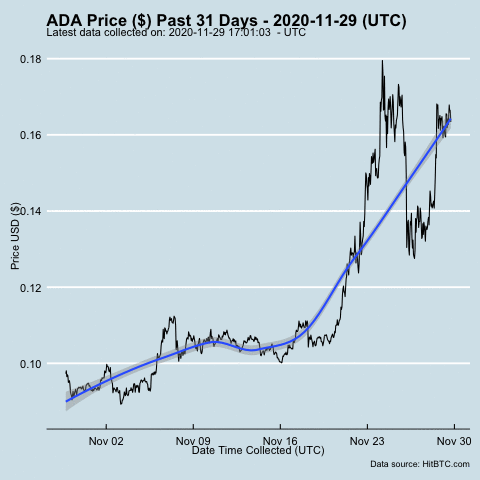 ADA Price ($) Past 31 Days - 2020-11-29 (UTC)
Latest data collected on: 2020-11-29 17:01:03  - UTC
0.18
0.16
0.14
0.12
0.10
Price USD ($)
Nov 02 Nov 09 Nov 16 Nov 23 Nov 30
Date Time Collected (UTC)
Data source: HitBTC.com